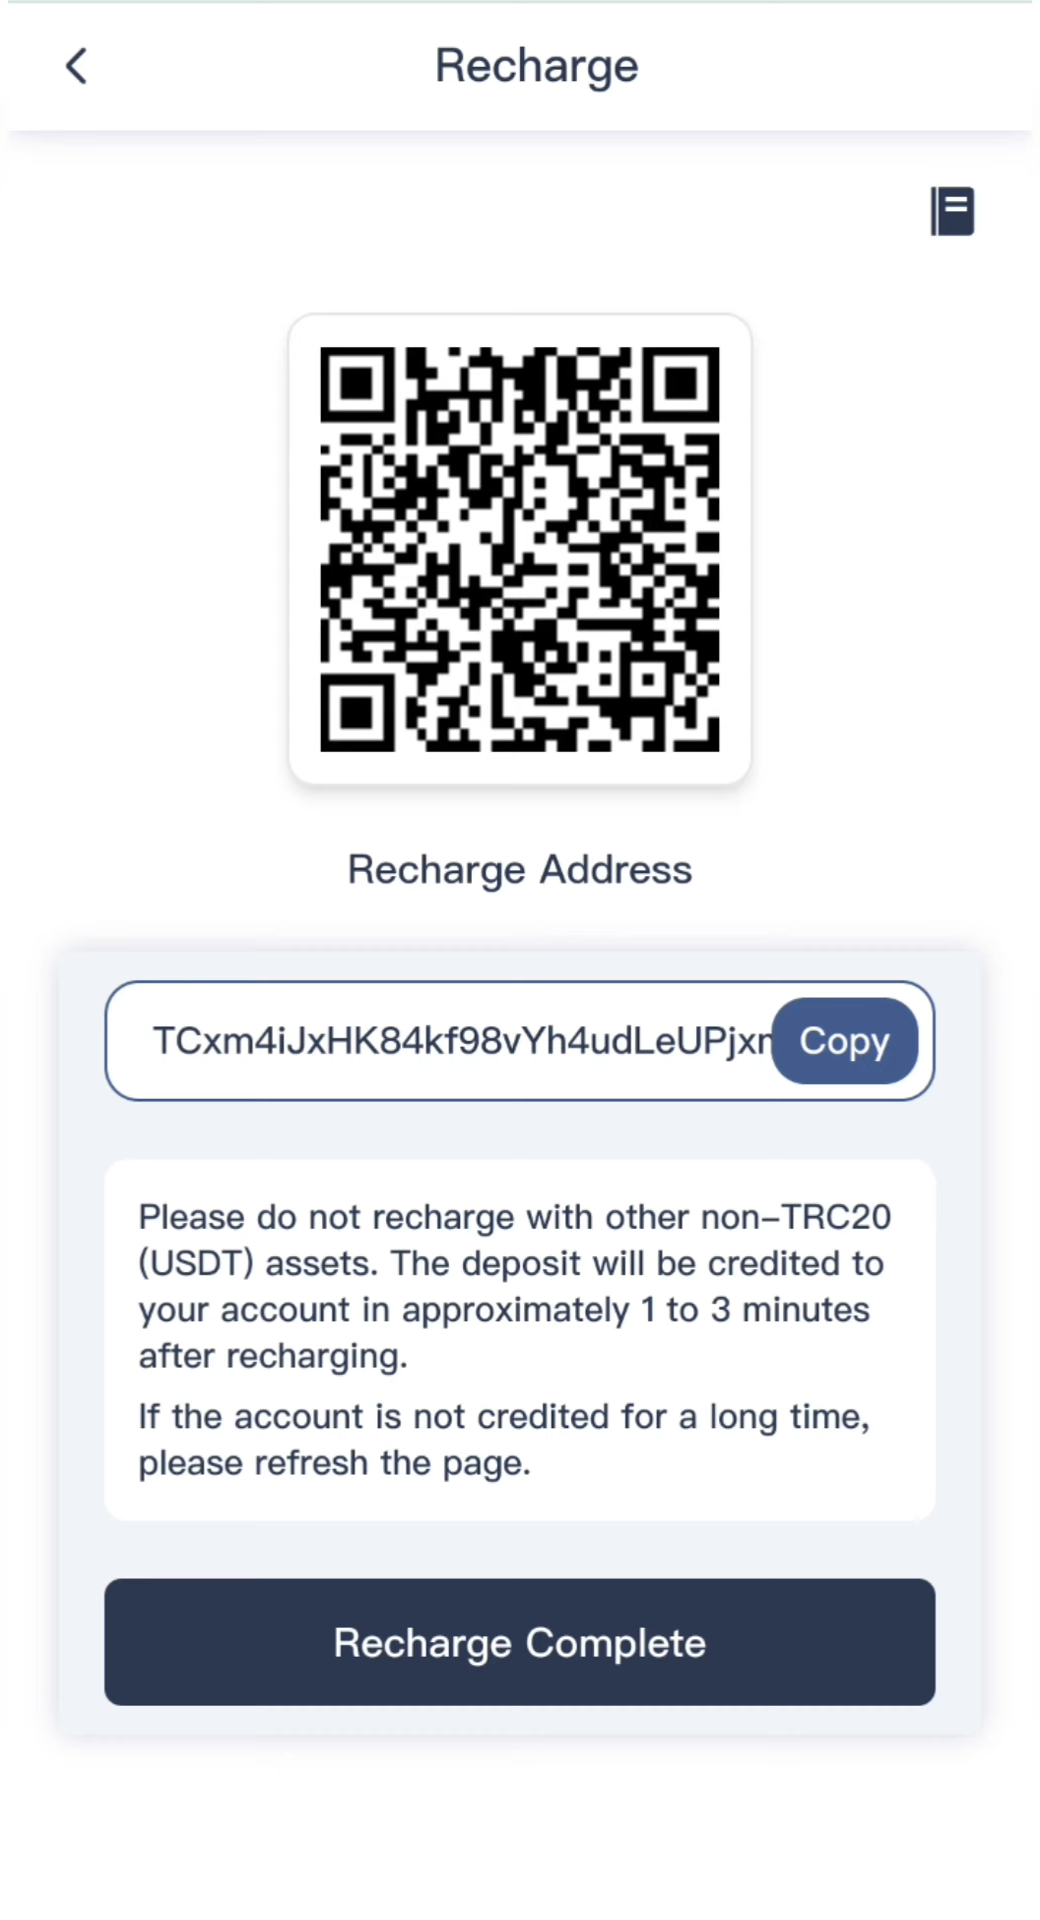 Recharge
Recharge Address
TCxm4iJxHK84kf98vYh4udLeUPjx
Copy
Please do not recharge with other non-TRC20
(USDT) assets. The deposit will be credited to
your account in approximately 1 to 3 minutes
after recharging.
If the account is not credited for a long time,
please refresh the page.
Recharge Complete